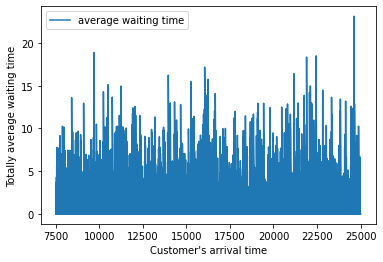 average waiting time
Totally average waiting time
20
15
10
5
0
7500 10000 12500 15000 17500 20000 22500 25000
Customer's arrival time